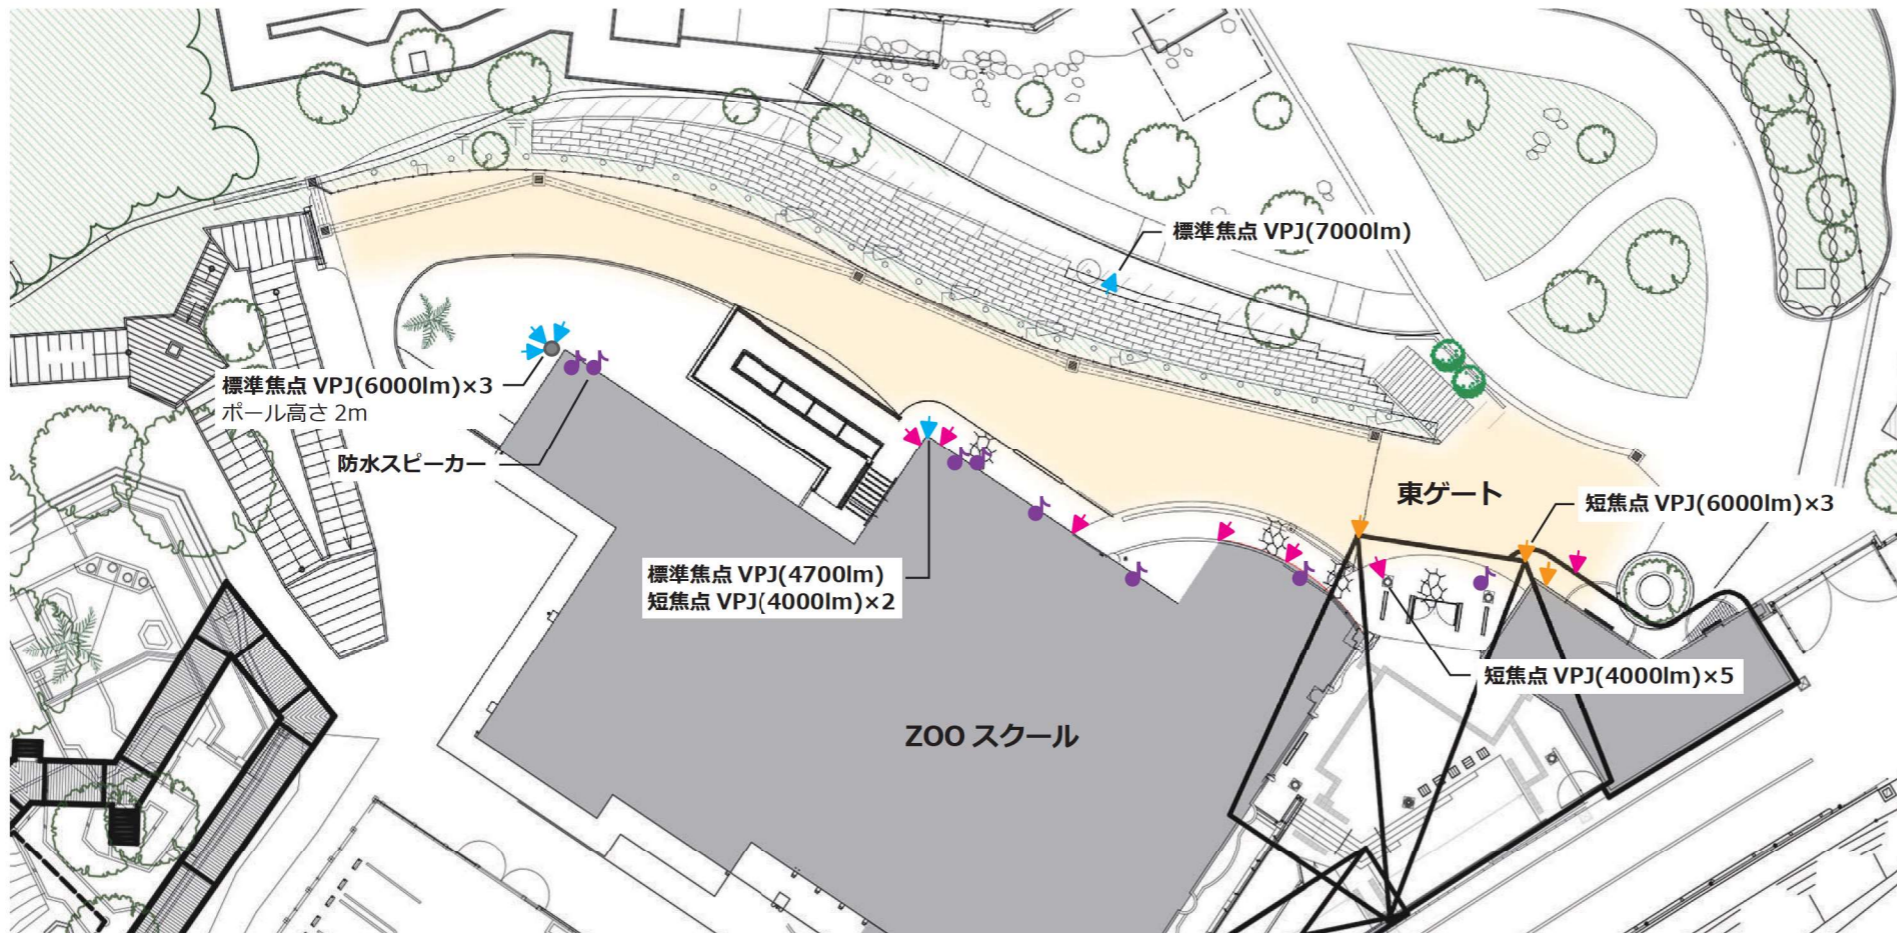 標準焦点 VPJ(7000lm)
標準焦点 VPJ(6000lm)×3
ポール高さ 2m
防水スピーカー
東ゲート
短焦点 VPJ(6000lm)×3
標準焦点 VPJ(4700lm)
短焦点 VPJ(4000lm)×2
短焦点 VPJ(4000lm)×5
ZOO スクール